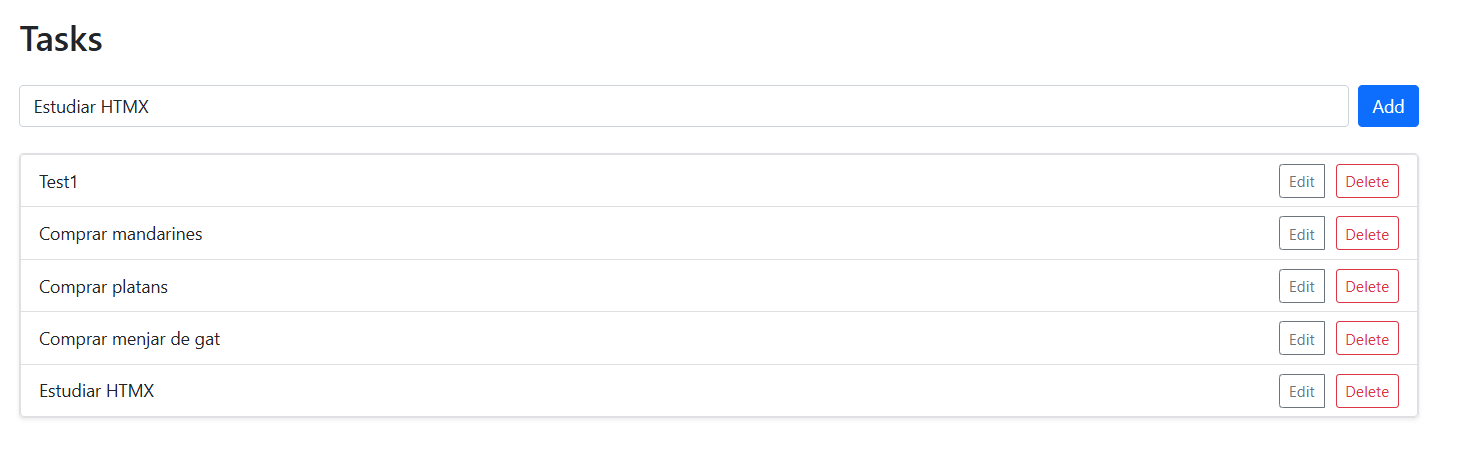 Tasks
Estudiar HTMX Add
Test1 Edit Delete
Comprar mandarines Edit Delete
Comprar platans Edit Delete
Comprar menjar de gat Edit Delete
Estudiar HTMX Edit Delete